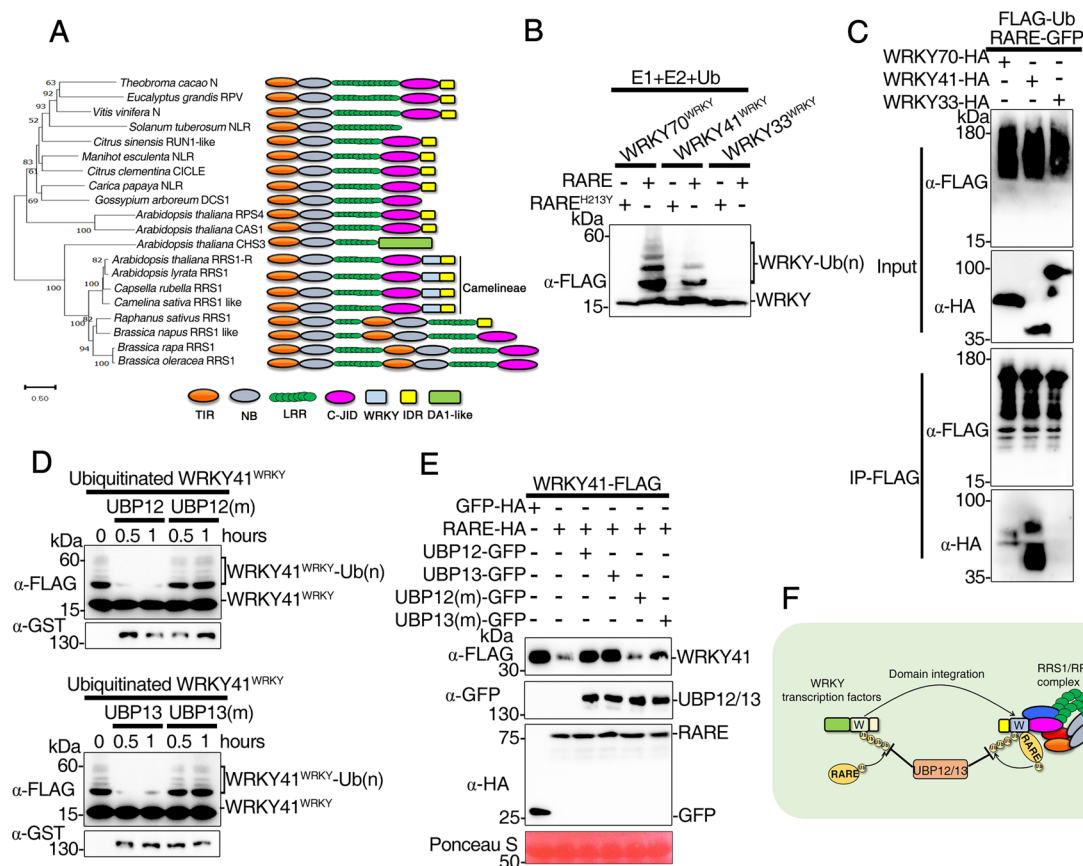 A
Theobroma cacao N
Eucalyptus grandis RPV
Vitis vinifera N
Solanum tuberosum NLR
Citrus sinensis RUN1-like
Manihot esculenta NLR
Citrus clementina CICLE
Carica papaya NLR
Gossypium arboreum DCS1
Arabidopsis thaliana RPS4
Arabidopsis thaliana CAS1
Arabidopsis thaliana CHS3
Arabidopsis thaliana RRS1-R
Arabidopsis lyrata RRS1
Capsella rubella RRS1
Camelina sativa RRS1 like
Raphanus sativus RRS1
Brassica napus RRS1 like
Brassica rapa RRS1
Brassica oleracea RRS1
63
92
93
52
83
61
100
100
82
100
100
82
94
100
Camelineae
0.50
TIR NB LRR C-JID WRKY IDR DA1-like
B
E1+E2+Ub
WRKY70WRKY WRKY41WRKY WRKY33WRKY
RARE - + - + - +
RAREH213Y + - + - + -
kDa
60
α-FLAG
15
WRKY-Ub(n)
WRKY
C
FLAG-Ub
RARE-GFP
WRKY70-HA +
WRKY41-HA +
WRKY33-HA +
kDa
180
α-FLAG
15
Input
100
α-HA
35
180
α-FLAG
15
IP-FLAG
100
α-HA
35
D
Ubiquitinated WRKY41WRKY
UBP12 UBP12(m)
0 0.5 1 0.5 1 hours
kDa
60
α-FLAG
15
WRKY41WRKY-Ub(n)
WRKY41WRKY
α-GST
130
Ubiquitinated WRKY41WRKY
UBP13 UBP13(m)
0 0.5 1 0.5 1 hours
kDa
60
α-FLAG
15
WRKY41WRKY-Ub(n)
WRKY41WRKY
α-GST
130
E
WRKY41-FLAG
GFP-HA + - - - - -
RARE-HA - + + + + +
UBP12-GFP - - + - - -
UBP13-GFP - - - + - -
UBP12(m)-GFP - - - - + -
UBP13(m)-GFP - - - - - +
kDa
α-FLAG
30
WRKY41
α-GFP
130
UBP12/13
75
RARE
α-HA
25
GFP
Ponceau S
50
F
WRKY
transcription factors
Domain integration
RRS1/RP
complex
W
W
RARE
RARE
UBP12/13